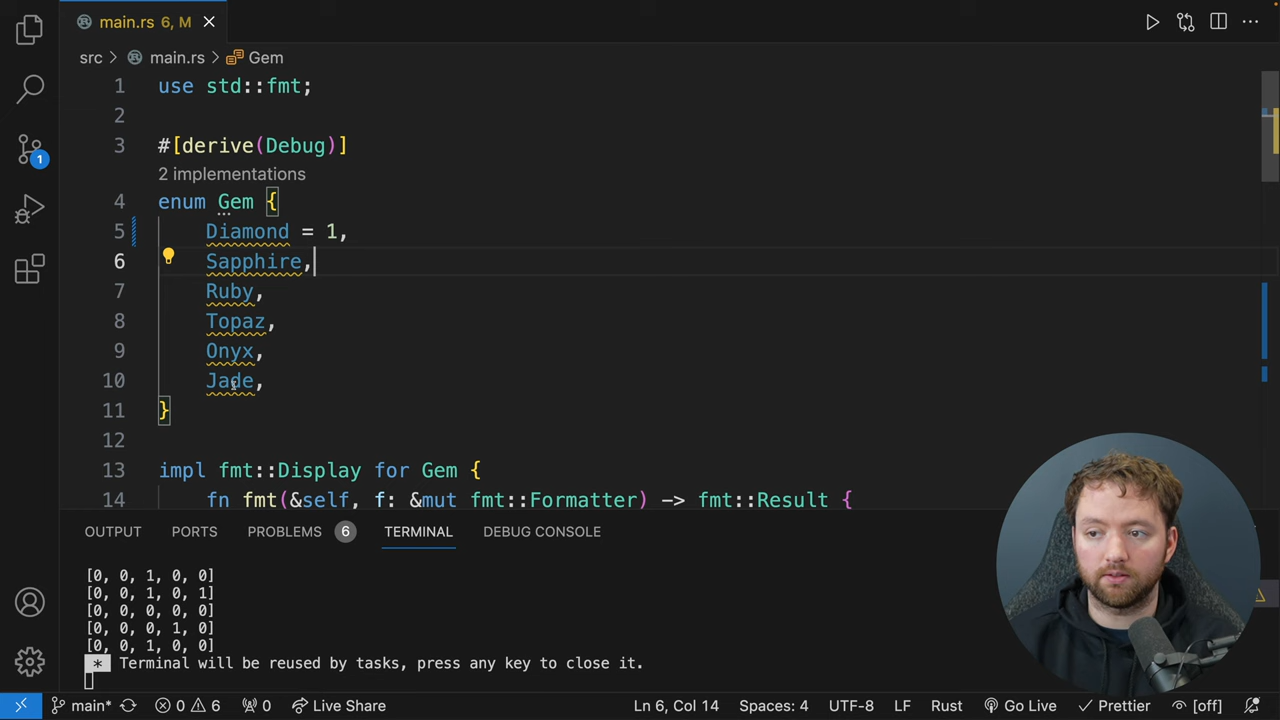 main.rs 6, M
src > main.rs > Gem
1 use std::fmt;
2
3 #[derive(Debug)]
2 implementations
4 enum Gem {
5 Diamond = 1,
6 Sapphire,
7 Ruby,
8 Topaz,
9 Onyx,
10 Jade,
11 }
12
13 impl fmt::Display for Gem {
14 fn fmt(&self, f: &mut fmt::Formatter) -> fmt::Result {
OUTPUT PORTS PROBLEMS 6 TERMINAL DEBUG CONSOLE
[0, 0, 1, 0, 0]
[0, 0, 1, 0, 1]
[0, 0, 0, 0, 0]
[0, 0, 0, 1, 0]
[0, 0, 1, 0, 0]
* Terminal will be reused by tasks, press any key to close it.
1
main* 0 6 0 Live Share Ln 6, Col 14 Spaces: 4 UTF-8 LF Rust Go Live Prettier [off]